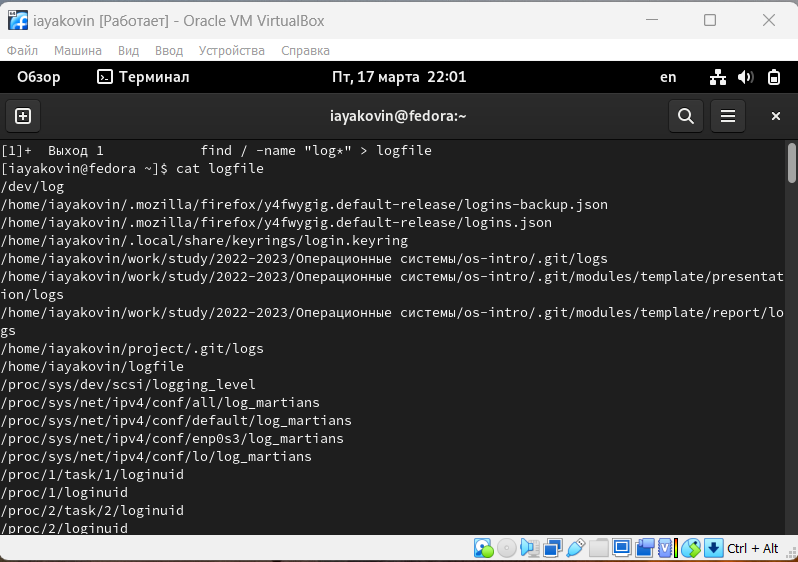 iayakovin [Работает] - Oracle VM VirtualBox
Файл Машина Вид Ввод Устройства Справка
Обзор Терминал Пт, 17 марта 22:01 en
iayakovin@fedora:~
[1]+  Выход 1            find / -name "log*" > logfile
[iayakovin@fedora ~]$ cat logfile
/dev/log
/home/iayakovin/.mozilla/firefox/y4fwygig.default-release/logins-backup.json
/home/iayakovin/.mozilla/firefox/y4fwygig.default-release/logins.json
/home/iayakovin/.local/share/keyrings/login.keyring
/home/iayakovin/work/study/2022-2023/Операционные системы/os-intro/.git/logs
/home/iayakovin/work/study/2022-2023/Операционные системы/os-intro/.git/modules/template/presentat
ion/logs
/home/iayakovin/work/study/2022-2023/Операционные системы/os-intro/.git/modules/template/report/lo
gs
/home/iayakovin/project/.git/logs
/home/iayakovin/logfile
/proc/sys/dev/scsi/logging_level
/proc/sys/net/ipv4/conf/all/log_martians
/proc/sys/net/ipv4/conf/default/log_martians
/proc/sys/net/ipv4/conf/enp0s3/log_martians
/proc/sys/net/ipv4/conf/lo/log_martians
/proc/1/task/1/loginuid
/proc/1/loginuid
/proc/2/task/2/loginuid
/proc/2/loginuid
Ctrl + Alt